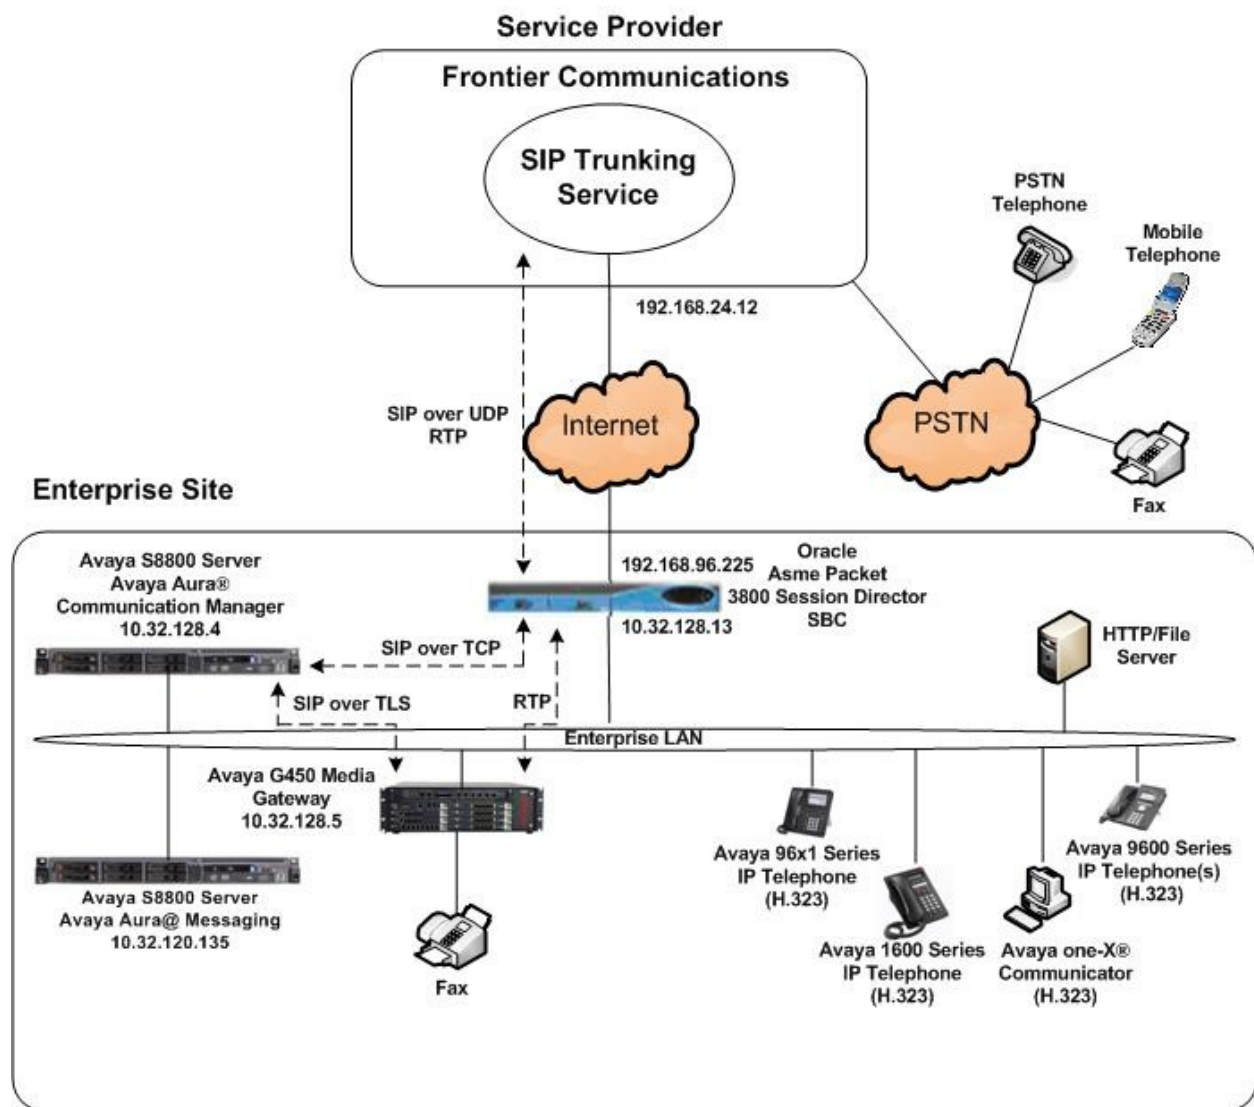 Service Provider
Frontier Communications
SIP Trunking
Service
PSTN
Telephone
Mobile
Telephone
192.168.24.12
SIP over UDP
RTP
Internet
PSTN
Fax
Enterprise Site
Avaya S8800 Server
Avaya Aura®
Communication Manager
10.32.128.4
192.168.96.225
Oracle
Asme Packet
3800 Session Director
SBC
10.32.128.13
HTTP/File
Server
SIP over TCP
SIP over TLS
RTP
Enterprise LAN
Avaya G450 Media
Gateway
10.32.128.5
Avaya S8800 Server
Avaya Aura@ Messaging
10.32.120.135
Fax
Avaya 96x1 Series
IP Telephone
(H.323)
Avaya 1600 Series
IP Telephone
(H.323)
Avaya one-X®
Communicator
(H.323)
Avaya 9600 Series
IP Telephone(s)
(H.323)